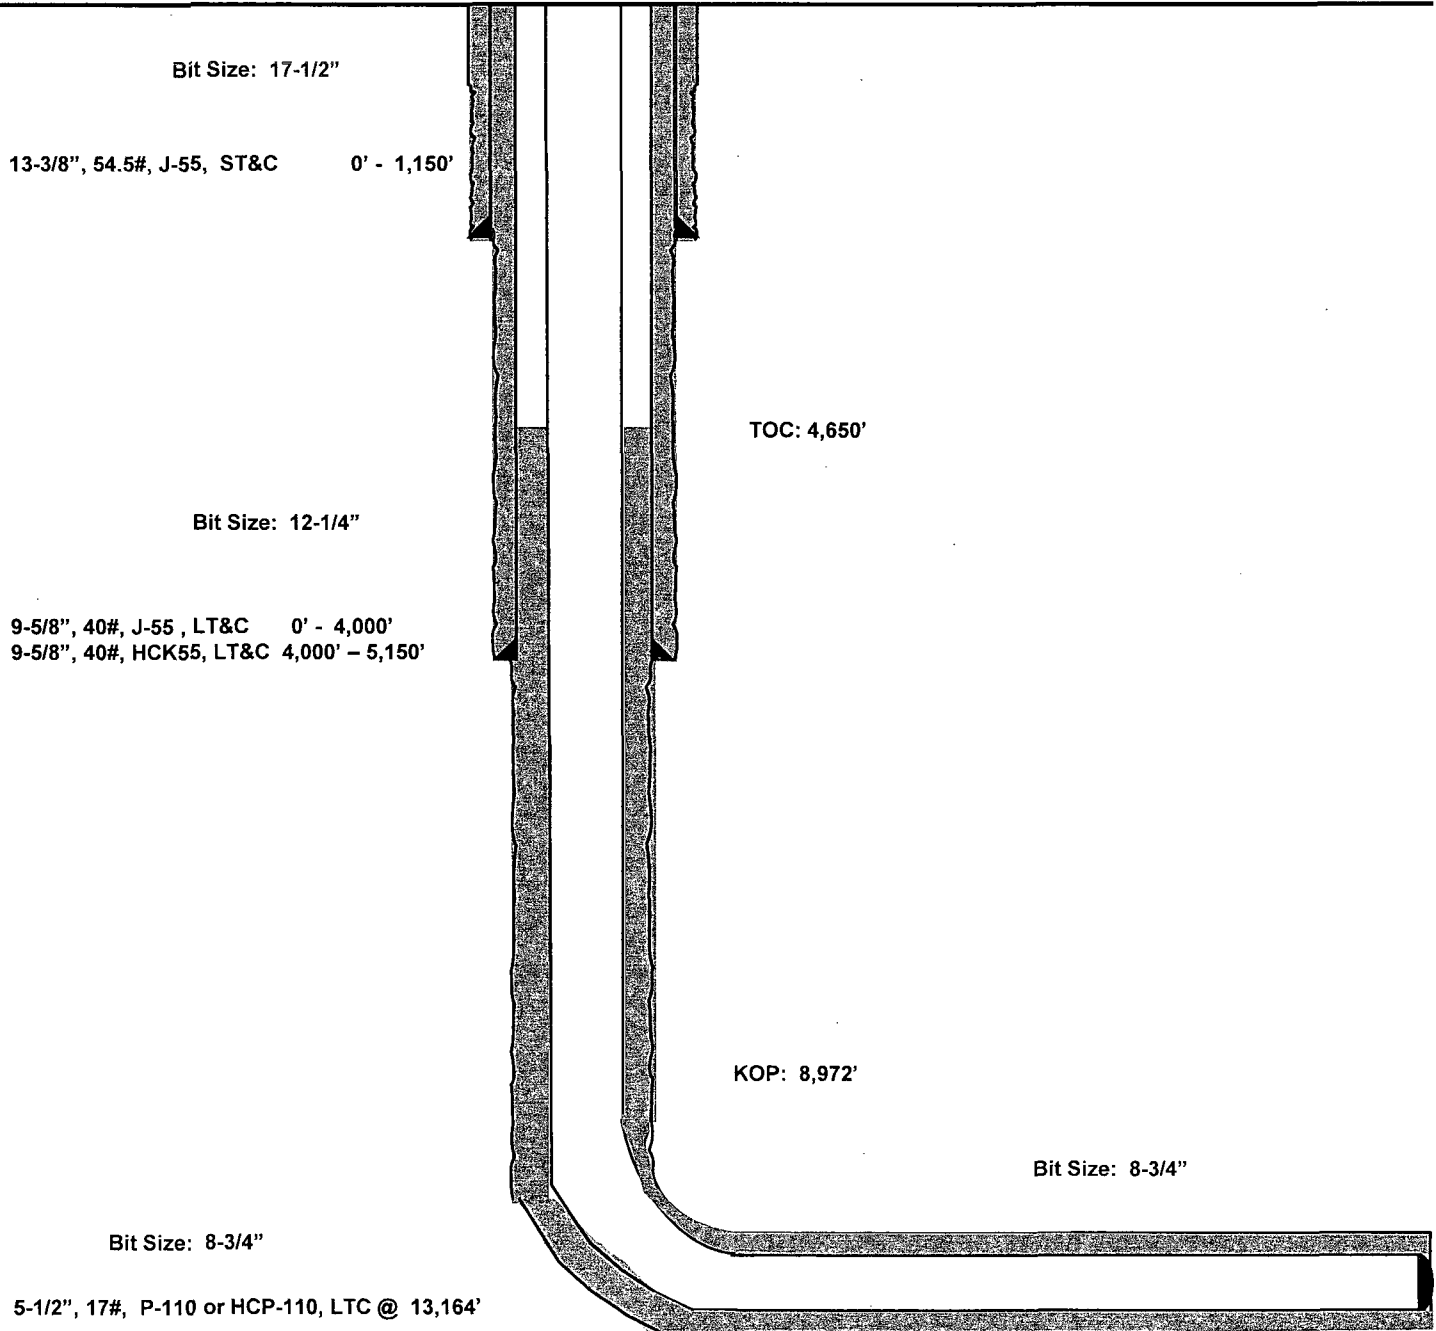 Bit Size: 17-1/2”
13-3/8”, 54.5#, J-55, ST&C 0’ - 1,150’
TOC: 4,650’
Bit Size: 12-1/4”
9-5/8”, 40#, J-55 , LT&C 0’ - 4,000’
9-5/8”, 40#, HCK55, LT&C 4,000’ – 5,150’
KOP: 8,972’
Bit Size: 8-3/4”
Bit Size: 8-3/4”
5-1/2”, 17#, P-110 or HCP-110, LTC @ 13,164’